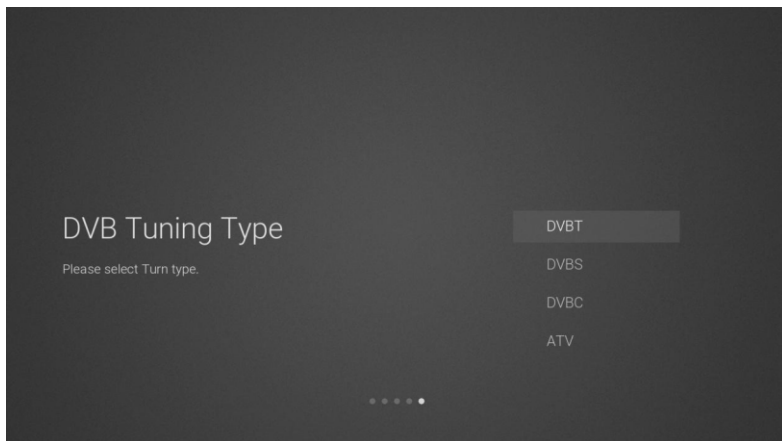 DVB Tuning Type
Please select Turn type.
DVBT
DVBS
DVBC
ATV